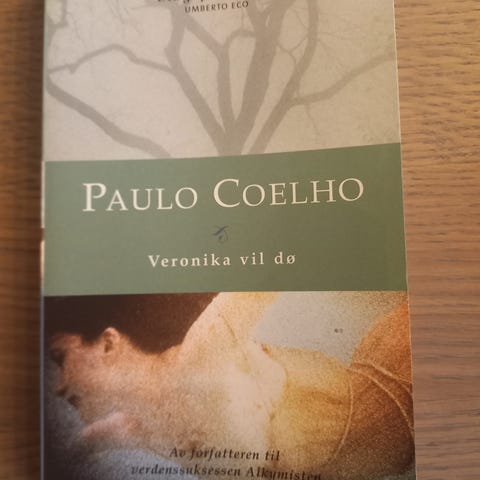 UMBERTO ECO
PAULO COELHO
Veronika vil dø
Av forfatteren til
verdenssuksessen Alkymisten